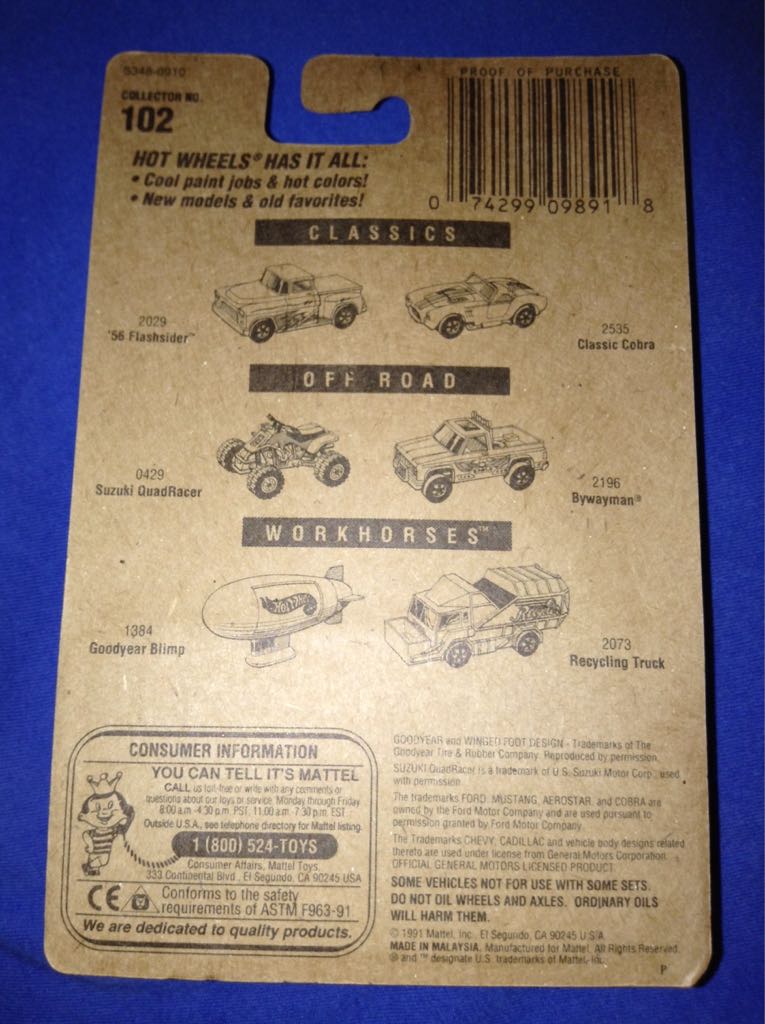 5348-0910
COLLECTOR NO.
102
PROOF OF PURCHASE
0 74299 09891 8
HOT WHEELS® HAS IT ALL:
• Cool paint jobs & hot colors!
• New models & old favorites!
CLASSICS
2029
'56 Flashsider™
2535
Classic Cobra
OFF ROAD
0429
Suzuki QuadRacer
2196
Bywayman®
WORKHORSES™
Hot Wheels
1384
Goodyear Blimp
Recycler
2073
Recycling Truck
CONSUMER INFORMATION
YOU CAN TELL IT'S MATTEL
CALL us toll-free or write with any comments or
questions about our toys or service. Monday through Friday
8:00 a.m.-4:30 p.m. PST, 11:00 a.m.-7:30 p.m. EST.
Outside U.S.A., see telephone directory for Mattel listing.
1 (800) 524-TOYS
Consumer Affairs, Mattel Toys,
333 Continental Blvd., El Segundo, CA 90245 USA
CE Conforms to the safety
requirements of ASTM F963-91
We are dedicated to quality products.
GOODYEAR and WINGED FOOT DESIGN - Trademarks of The
Goodyear Tire & Rubber Company. Reproduced by permission.
SUZUKI QuadRacer is a trademark of U.S. Suzuki Motor Corp., used
with permission.
The trademarks FORD, MUSTANG, AEROSTAR, and COBRA are
owned by the Ford Motor Company and are used pursuant to
permission granted by Ford Motor Company.
The Trademarks CHEVY, CADILLAC and vehicle body designs related
thereto are used under license from General Motors Corporation.
OFFICIAL GENERAL MOTORS LICENSED PRODUCT.
SOME VEHICLES NOT FOR USE WITH SOME SETS.
DO NOT OIL WHEELS AND AXLES. ORDINARY OILS
WILL HARM THEM.
© 1991 Mattel, Inc., El Segundo, CA 90245 U.S.A.
MADE IN MALAYSIA. Manufactured for Mattel. All Rights Reserved.
® and ™ designate U.S. trademarks of Mattel, Inc.
P